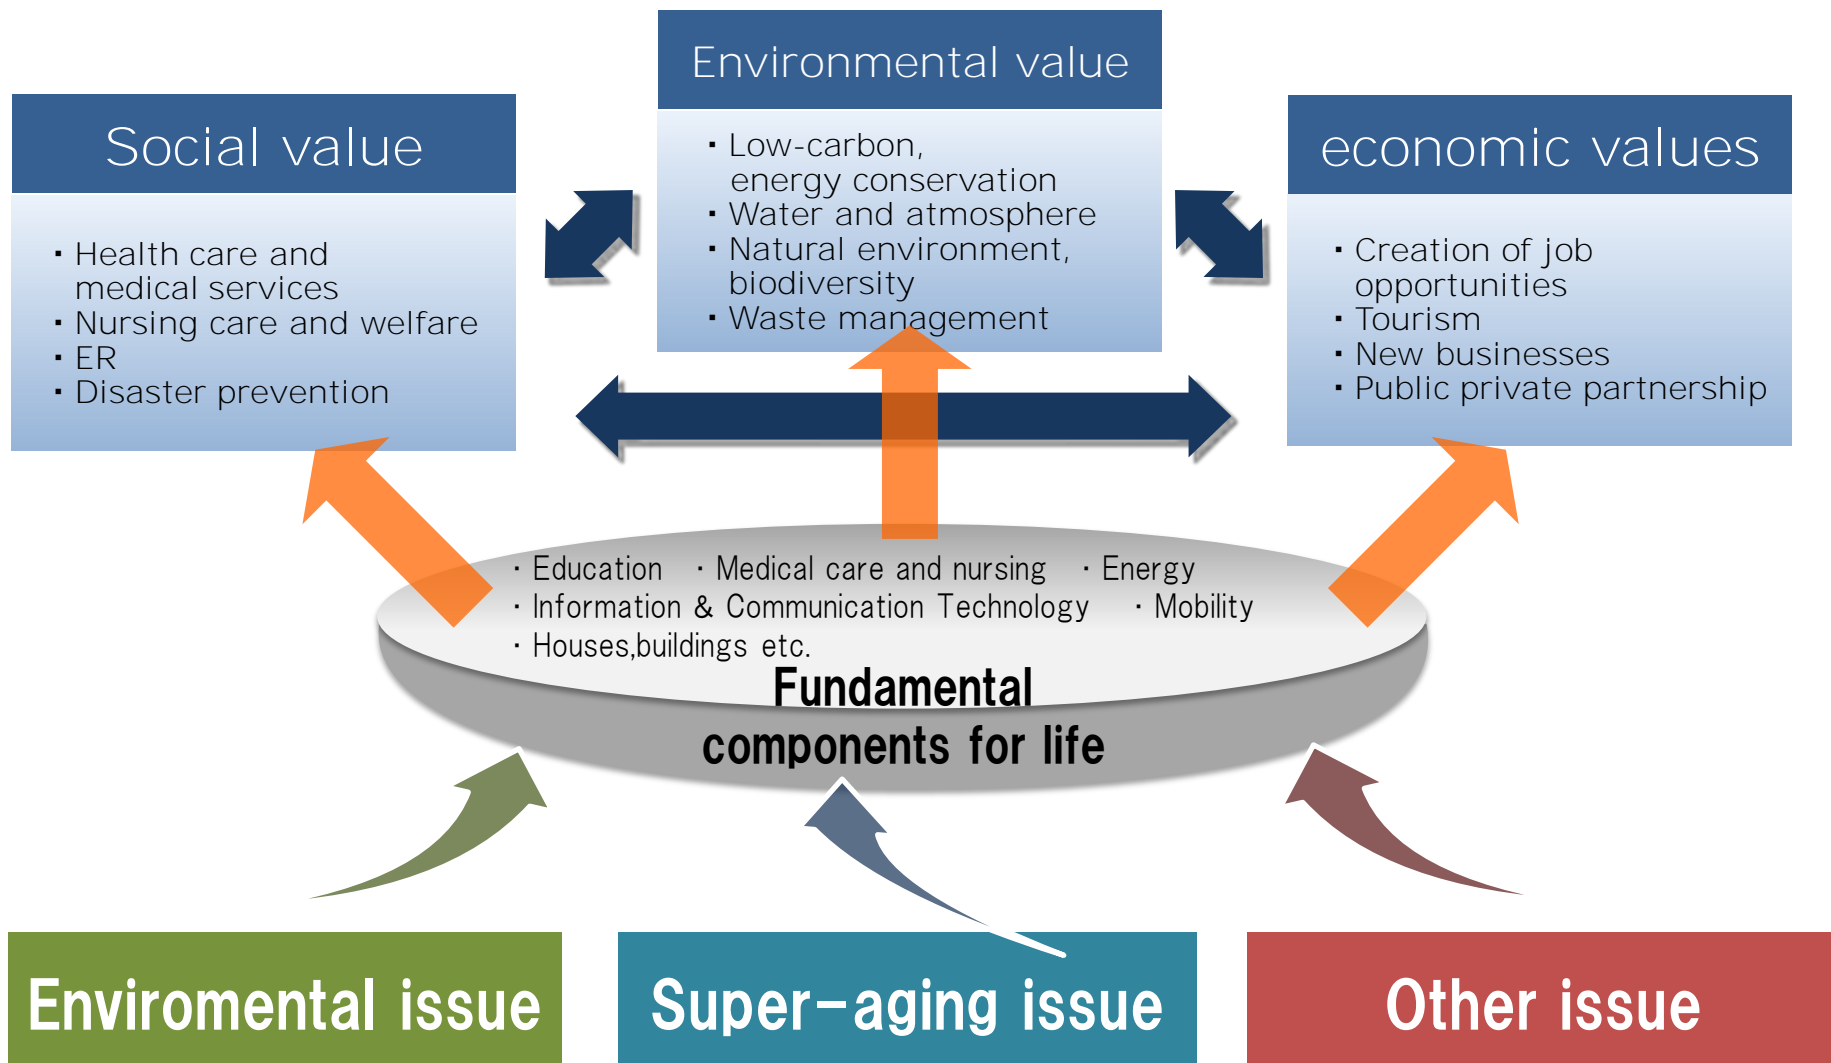 Environmental value
・Low-carbon,
energy conservation
・Water and atmosphere
・Natural environment,
biodiversity
・Waste management
Social value
・Health care and
medical services
・Nursing care and welfare
・ER
・Disaster prevention
economic values
・Creation of job
opportunities
・Tourism
・New businesses
・Public private partnership
・Education ・Medical care and nursing ・Energy
・Information & Communication Technology ・Mobility
・Houses,buildings etc.
Fundamental
components for life
Enviromental issue
Super-aging issue
Other issue